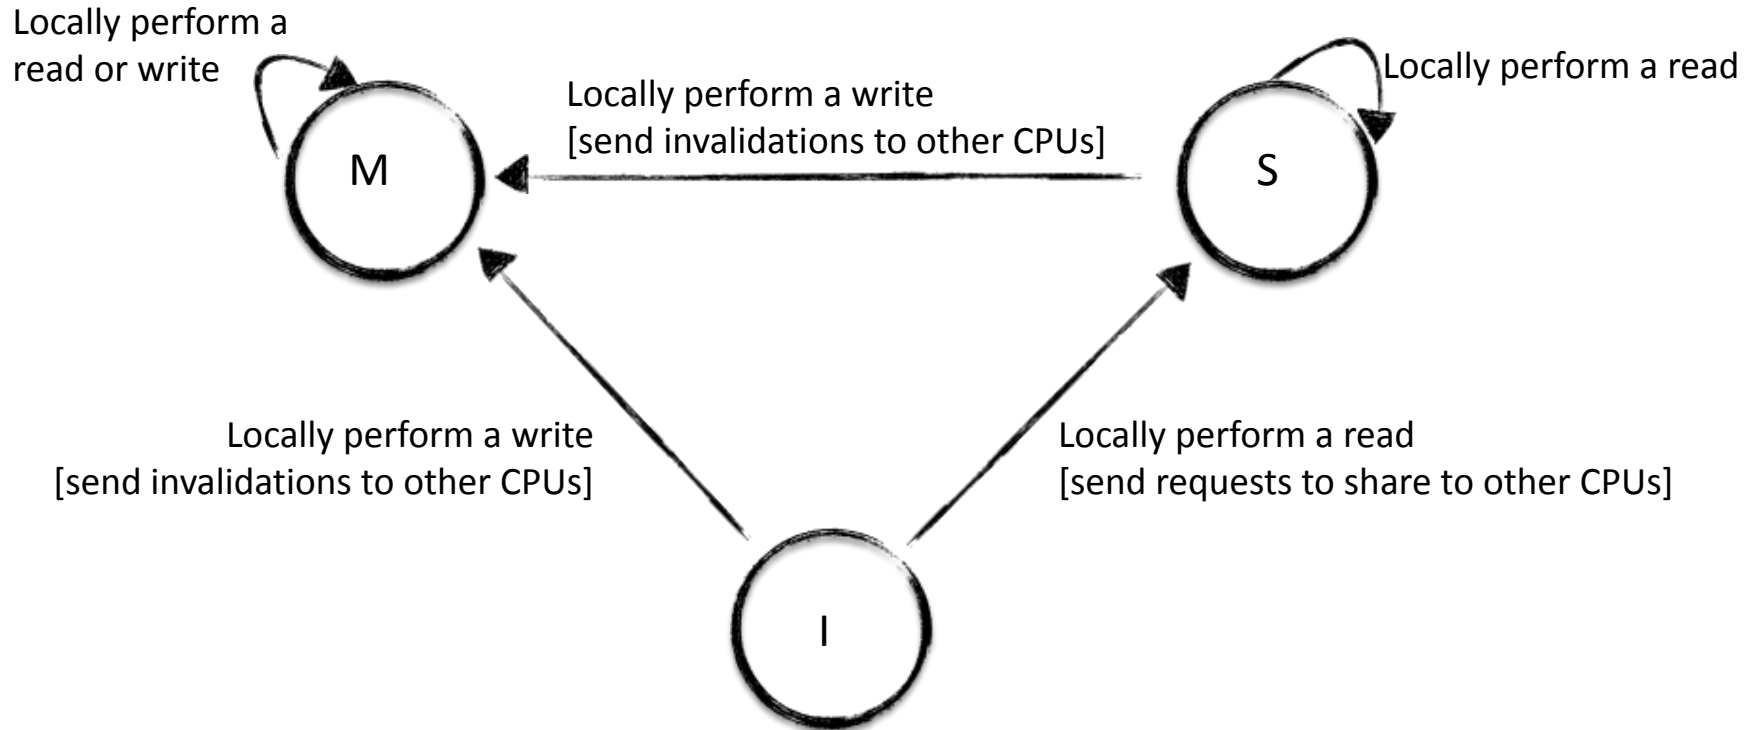 Locally perform a
read or write
Locally perform a write
[send invalidations to other CPUs]
Locally perform a read
M
S
Locally perform a write
[send invalidations to other CPUs]
Locally perform a read
[send requests to share to other CPUs]
I